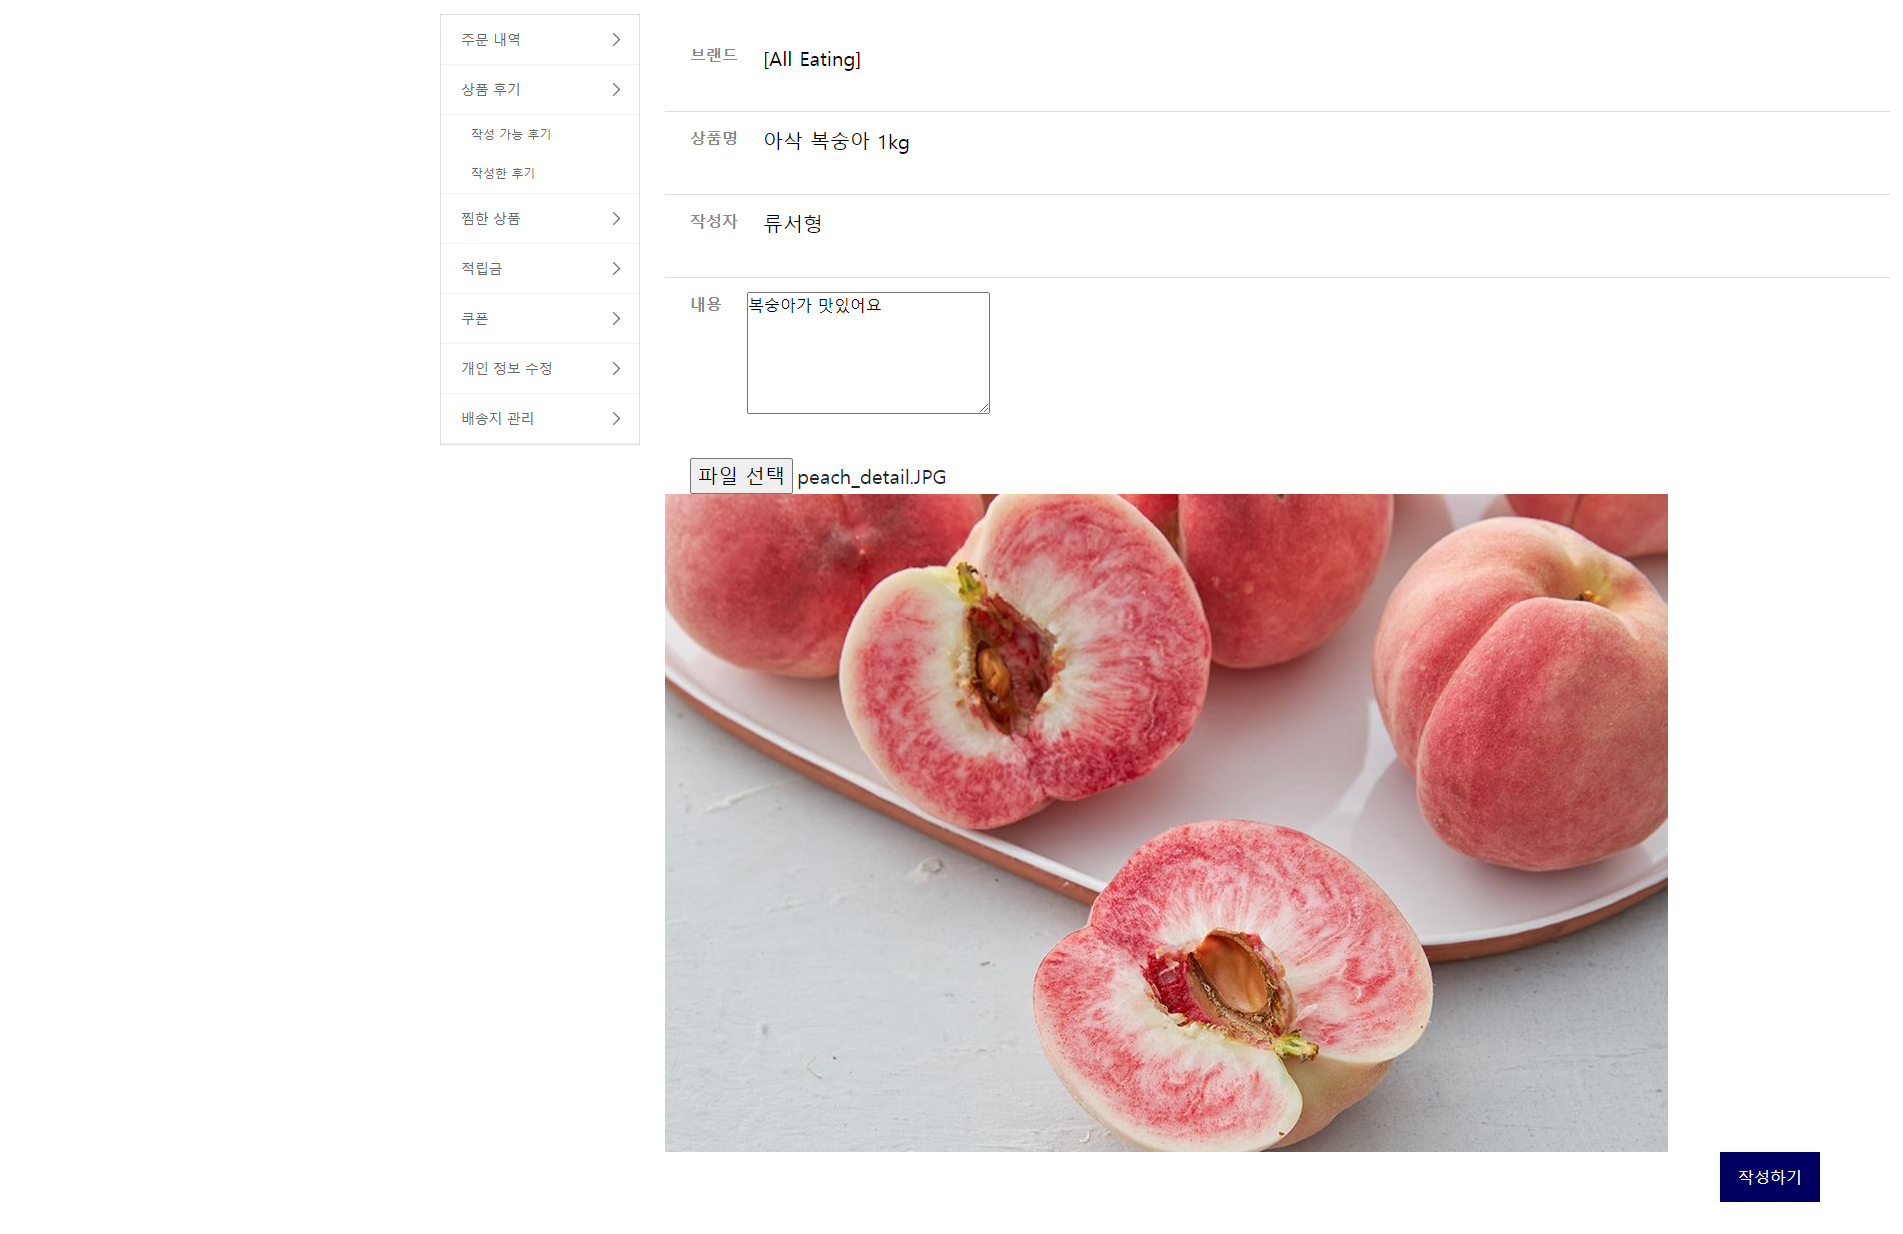 주문 내역
상품 후기
작성 가능 후기
작성한 후기
찜한 상품
적립금
쿠폰
개인 정보 수정
배송지 관리
브랜드 [All Eating]
상품명 아삭 복숭아 1kg
작성자 류서형
내용 복숭아가 맛있어요
파일 선택 peach_detail.JPG
작성하기